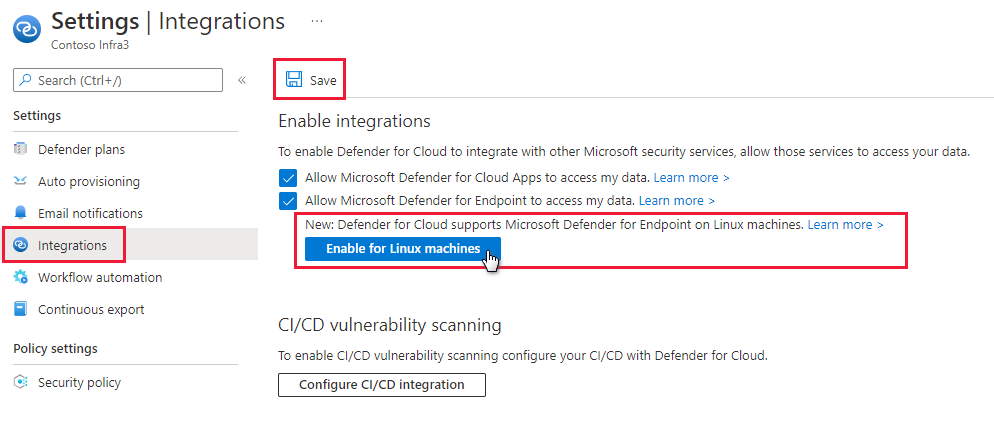 Settings | Integrations ...
Contoso Infra3
Search (Ctrl+/) «
Settings
Defender plans
Auto provisioning
Email notifications
Integrations
Workflow automation
Continuous export
Policy settings
Security policy
Save
Enable integrations
To enable Defender for Cloud to integrate with other Microsoft security services, allow those services to access your data.
Allow Microsoft Defender for Cloud Apps to access my data. Learn more >
Allow Microsoft Defender for Endpoint to access my data. Learn more >
New: Defender for Cloud supports Microsoft Defender for Endpoint on Linux machines. Learn more >
Enable for Linux machines
CI/CD vulnerability scanning
To enable CI/CD vulnerability scanning configure your CI/CD with Defender for Cloud.
Configure CI/CD integration